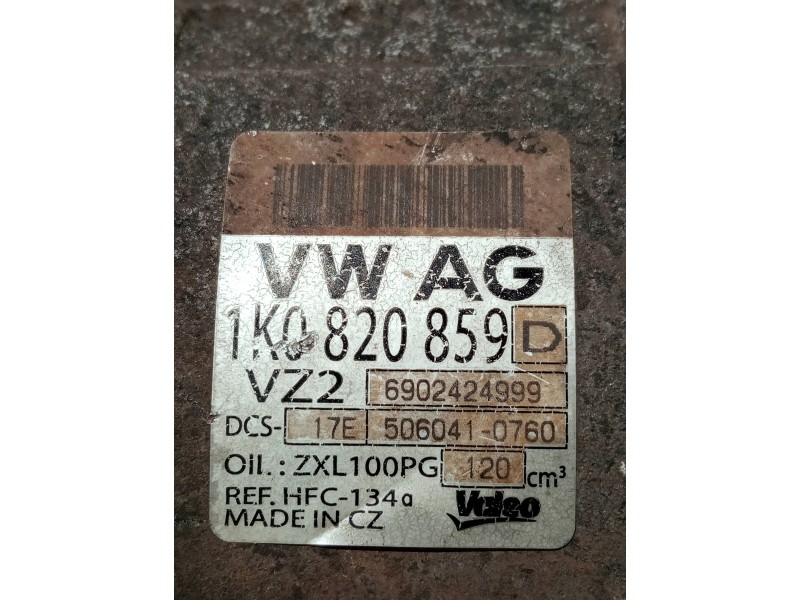 VW AG
1K0 820 859 D
VZ2 6902424999
DCS- 17E 506041-0760
OIL.: ZXL100PG 120 cm³
REF. HFC-134a
MADE IN CZ Valeo